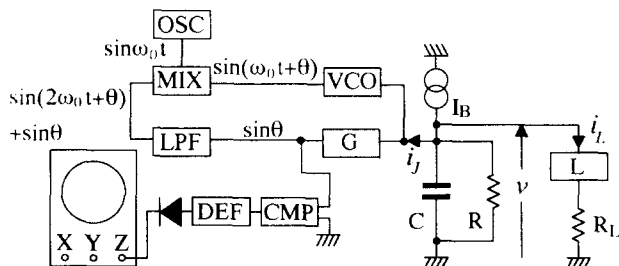 OSC
sinω₀t
MIX
sin(ω₀t+θ)
VCO
I_B
sin(2ω₀t+θ)
+sinθ
LPF
sinθ
G
i_J
v
i_L
L
C
R
R_L
DEF
CMP
X Y Z